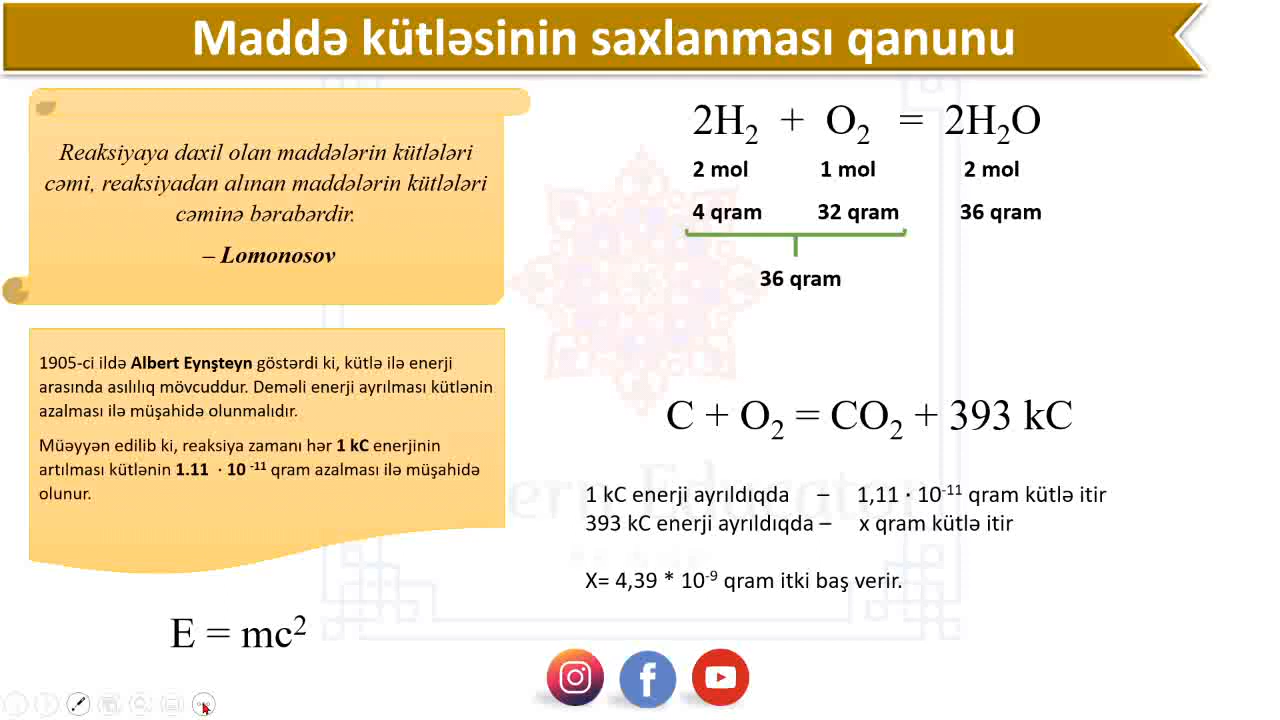 Maddə kütləsinin saxlanması qanunu
Reaksiyaya daxil olan maddələrin kütlələri
cəmi, reaksiyadan alınan maddələrin kütlələri
cəminə bərabərdir.
– Lomonosov
1905-ci ildə Albert Eynşteyn göstərdi ki, kütlə ilə enerji
arasında asılılıq mövcuddur. Deməli enerji ayrılması kütlənin
azalması ilə müşahidə olunmalıdır.
Müəyyən edilib ki, reaksiya zamanı hər 1 kC enerjinin
artılması kütlənin 1.11 · 10 ⁻¹¹ qram azalması ilə müşahidə
olunur.
E = mc²
2H₂ + O₂ = 2H₂O
2 mol 1 mol 2 mol
4 qram 32 qram 36 qram
36 qram
C + O₂ = CO₂ + 393 kC
1 kC enerji ayrıldıqda – 1,11 · 10⁻¹¹ qram kütlə itir
393 kC enerji ayrıldıqda – x qram kütlə itir
X= 4,39 * 10⁻⁹ qram itki baş verir.